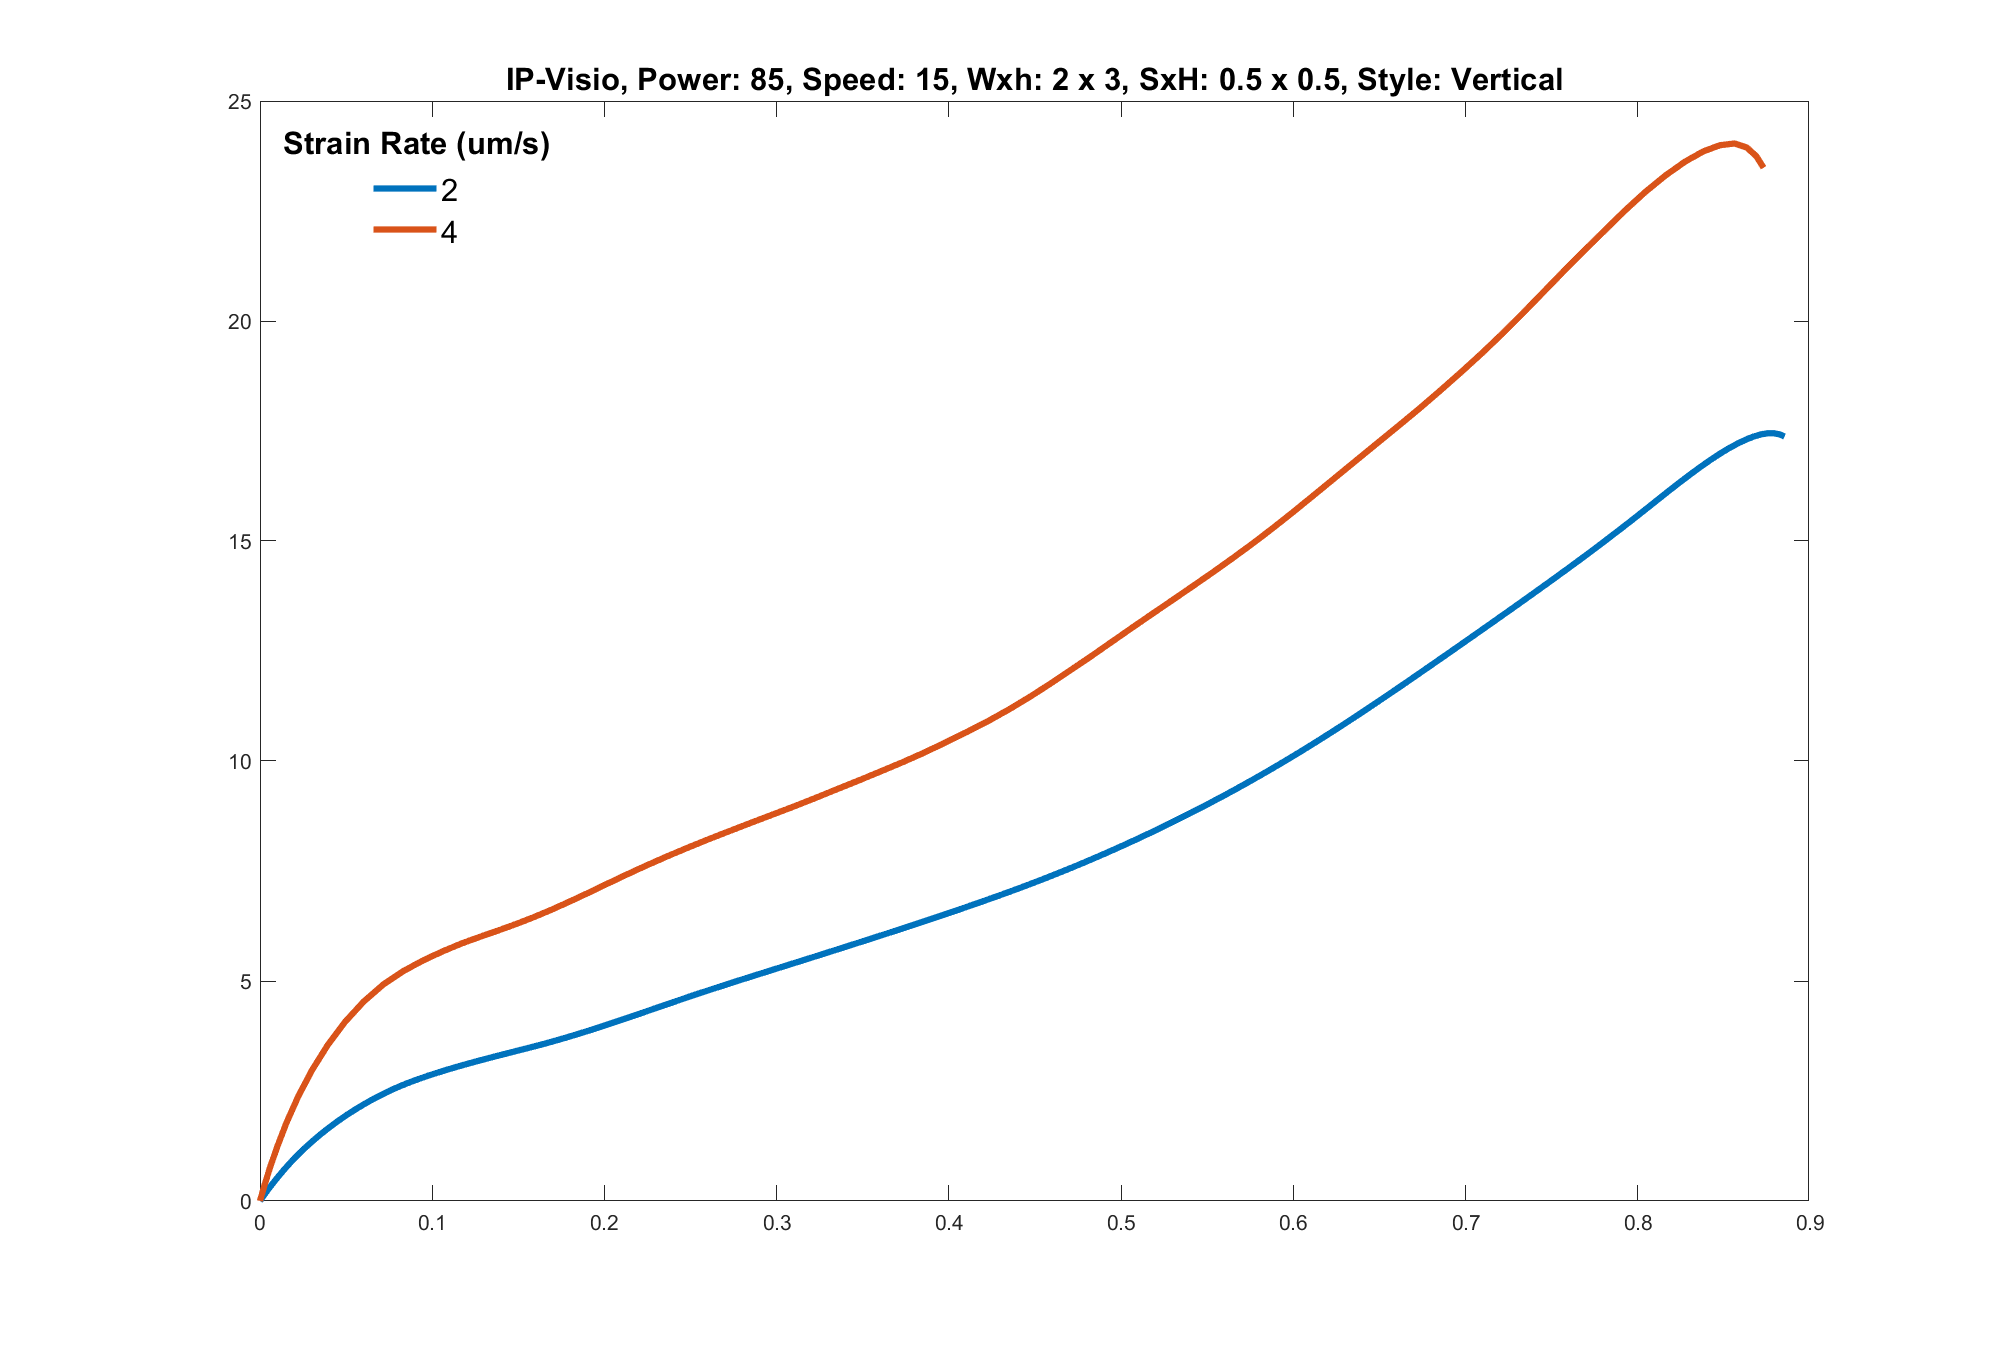 IP-Visio, Power: 85, Speed: 15, Wxh: 2 x 3, SxH: 0.5 x 0.5, Style: Vertical
25
Strain Rate (um/s)
2
4
20
15
10
5
0
0 0.1 0.2 0.3 0.4 0.5 0.6 0.7 0.8 0.9